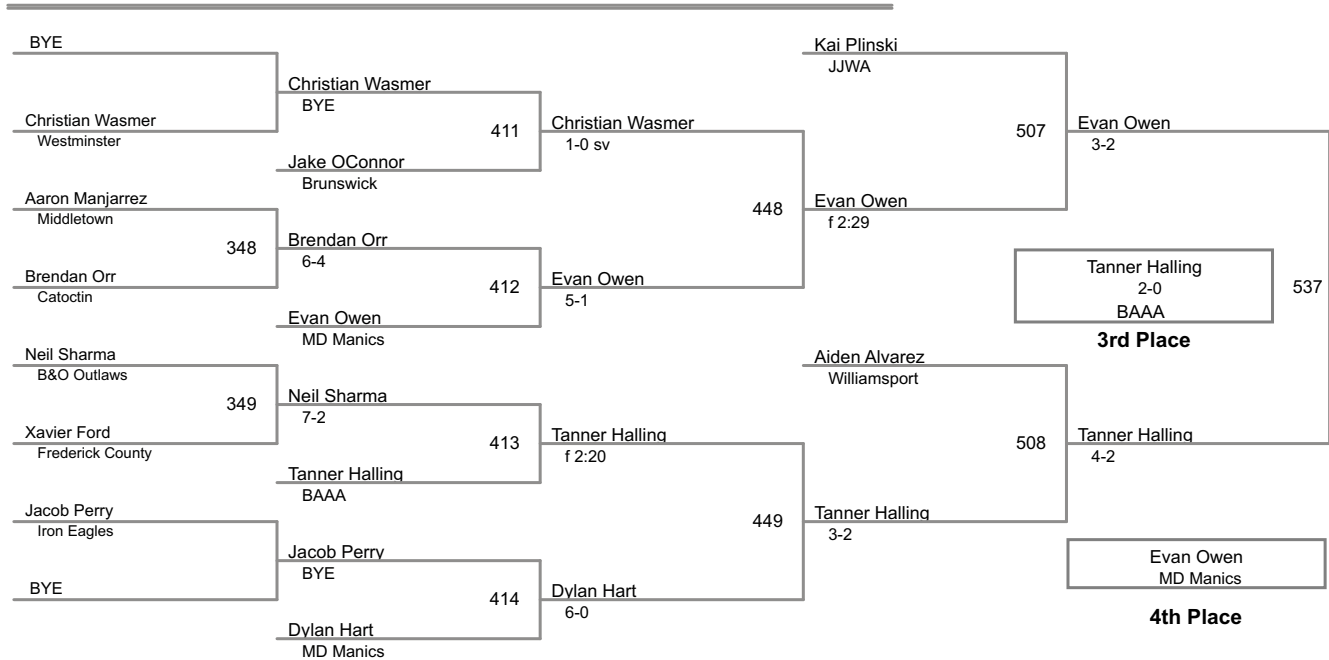 BYE
Christian Wasmer
Westminster
Aaron Manjarrez
Middletown
348
Brendan Orr
Catoctin
Neil Sharma
B&O Outlaws
349
Xavier Ford
Frederick County
Jacob Perry
Iron Eagles
BYE
Christian Wasmer
BYE
411
Jake OConnor
Brunswick
Brendan Orr
6-4
412
Evan Owen
MD Manics
Neil Sharma
7-2
413
Tanner Halling
BAAA
Jacob Perry
BYE
414
Dylan Hart
MD Manics
Christian Wasmer
1-0 sv
448
Evan Owen
5-1
Tanner Halling
f 2:20
449
Dylan Hart
6-0
Kai Plinski
JJWA
507
Evan Owen
f 2:29
Aiden Alvarez
Williamsport
508
Tanner Halling
3-2
Evan Owen
3-2
Tanner Halling
2-0
BAAA
537
3rd Place
Tanner Halling
4-2
Evan Owen
MD Manics
4th Place